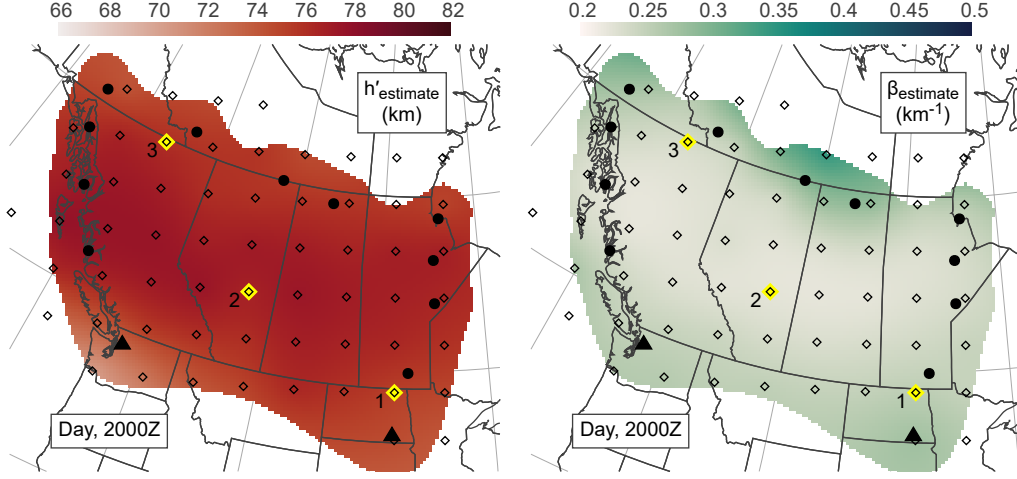 66 68 70 72 74 76 78 80 82
h′estimate
(km)
3
2
1
Day, 2000Z
0.2 0.25 0.3 0.35 0.4 0.45 0.5
βestimate
(km-1)
3
2
1
Day, 2000Z